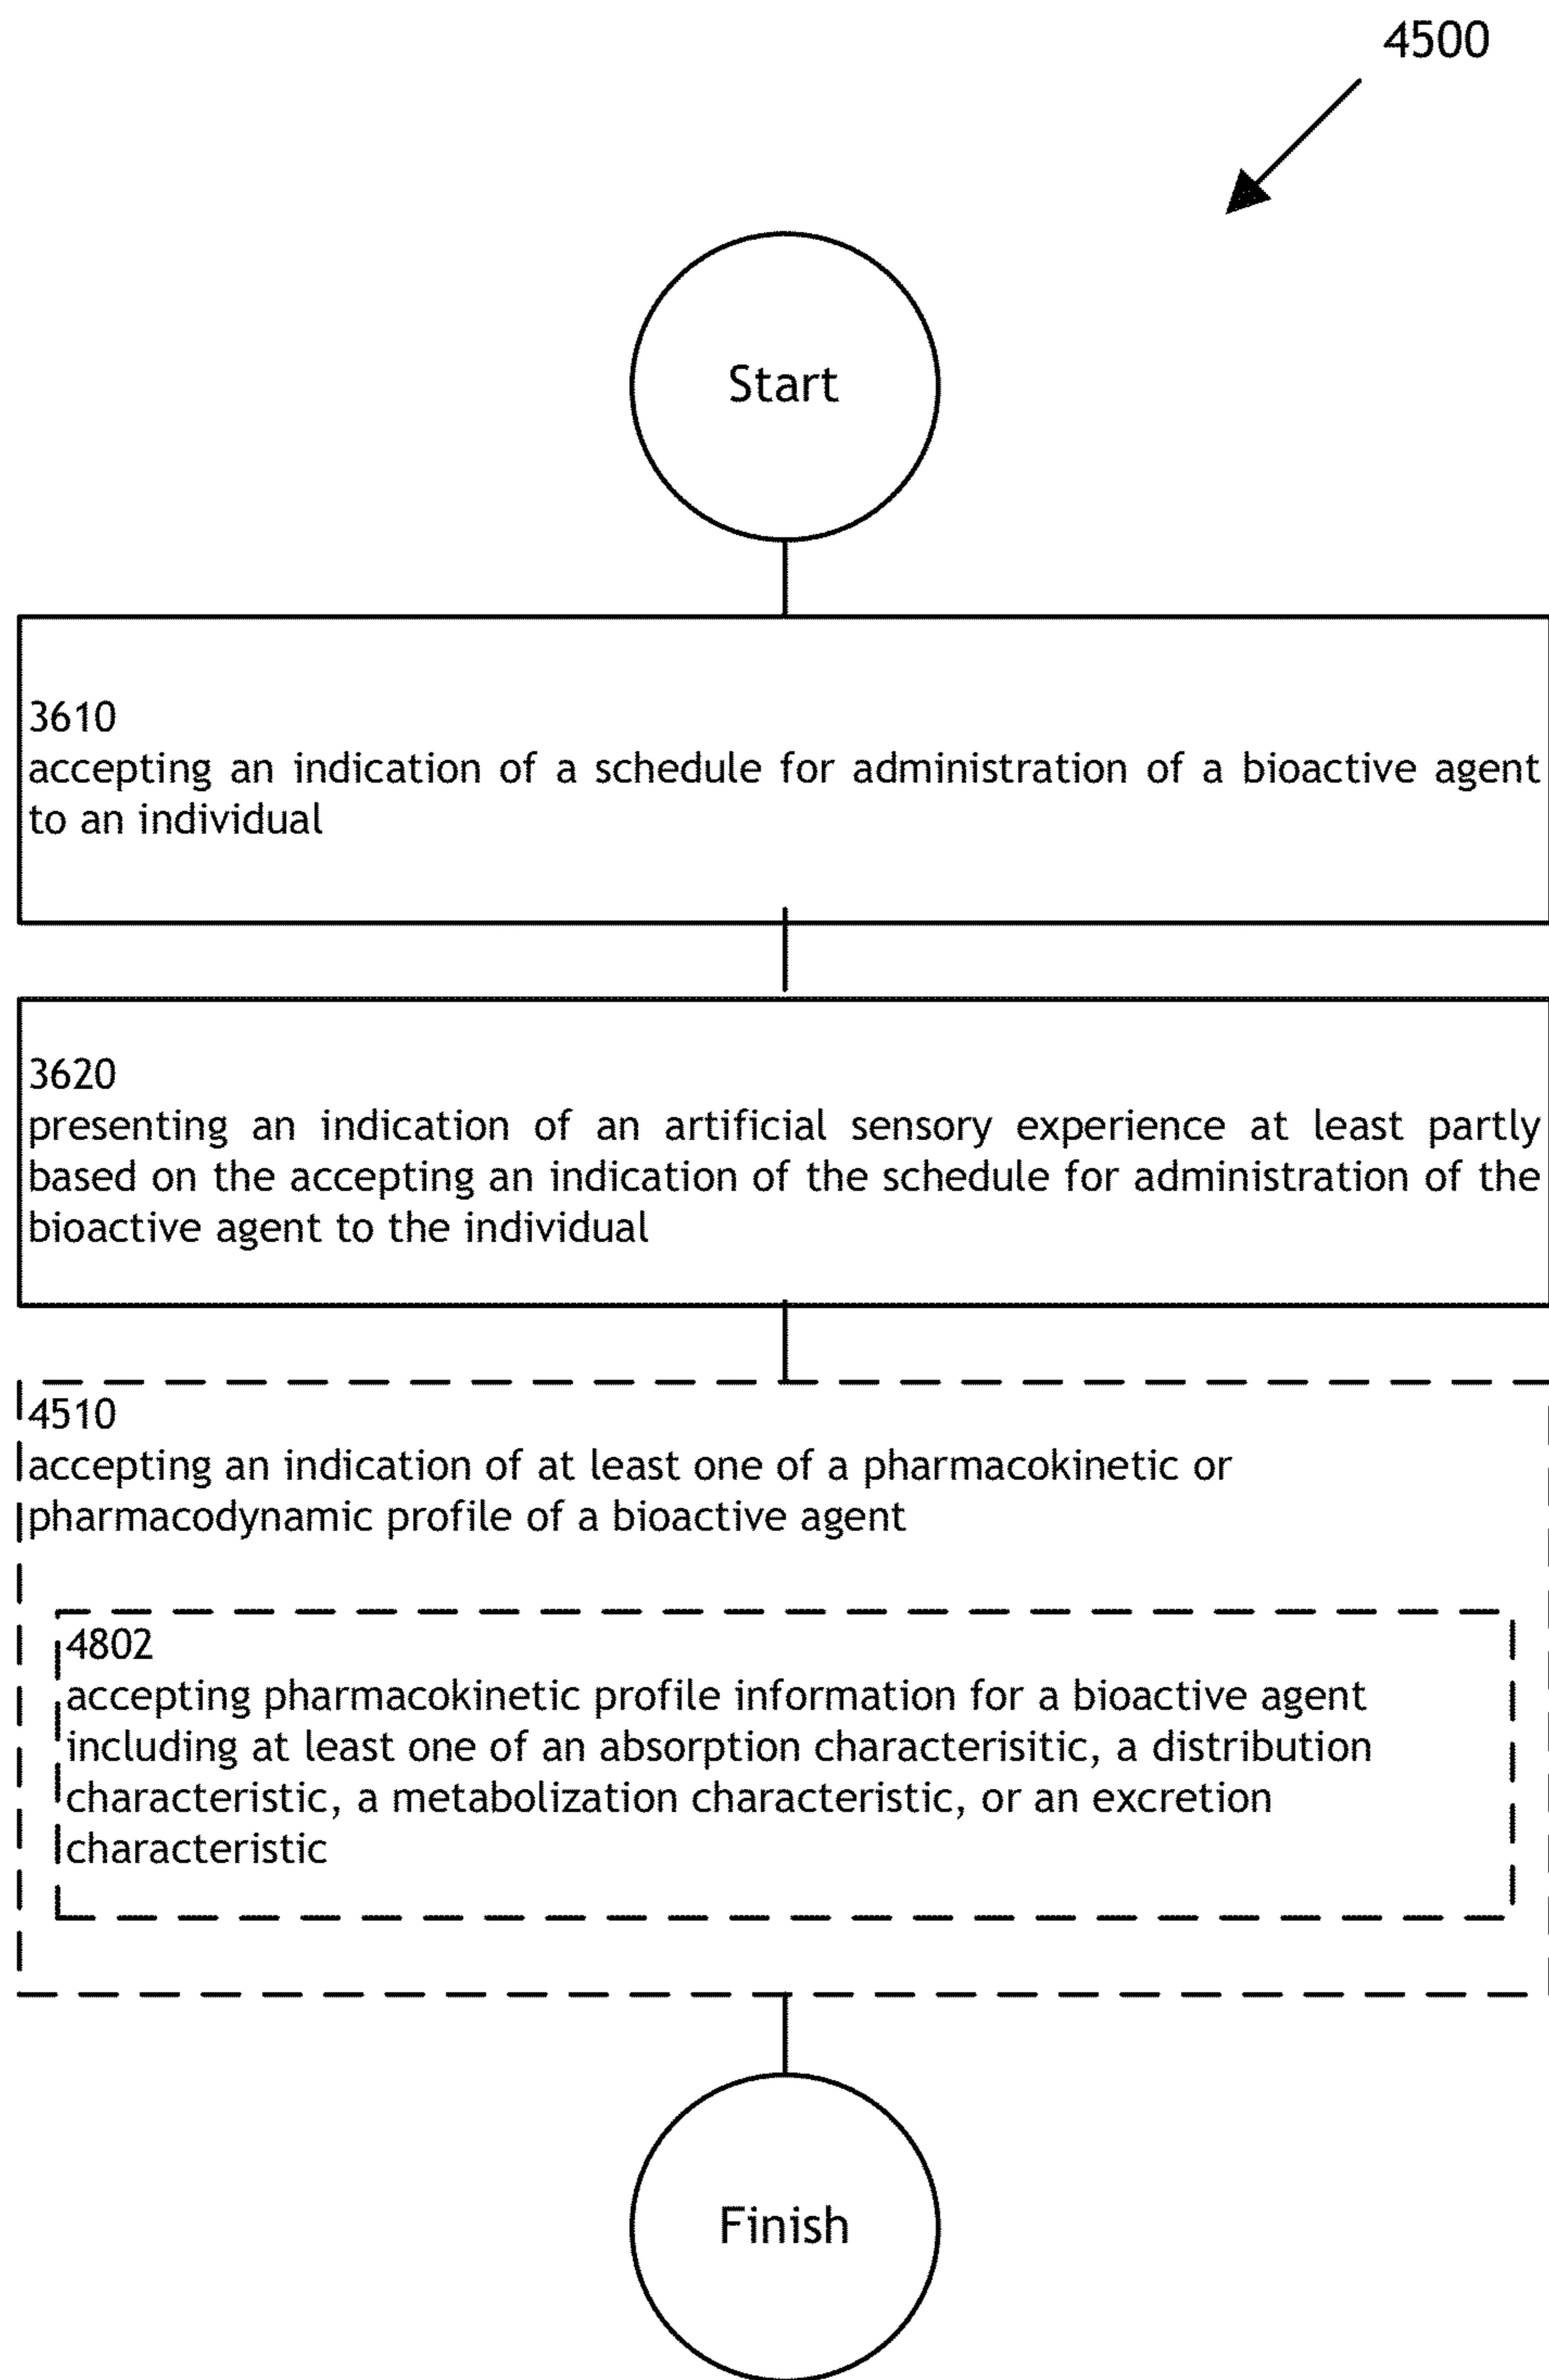 4500
Start
3610
accepting an indication of a schedule for administration of a bioactive agent
to an individual
3620
presenting an indication of an artificial sensory experience at least partly
based on the accepting an indication of the schedule for administration of the
bioactive agent to the individual
4510
accepting an indication of at least one of a pharmacokinetic or
pharmacodynamic profile of a bioactive agent
4802
accepting pharmacokinetic profile information for a bioactive agent
including at least one of an absorption characterisitic, a distribution
characteristic, a metabolization characteristic, or an excretion
characteristic
Finish